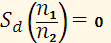 S_d(n_1/n_2) = 0